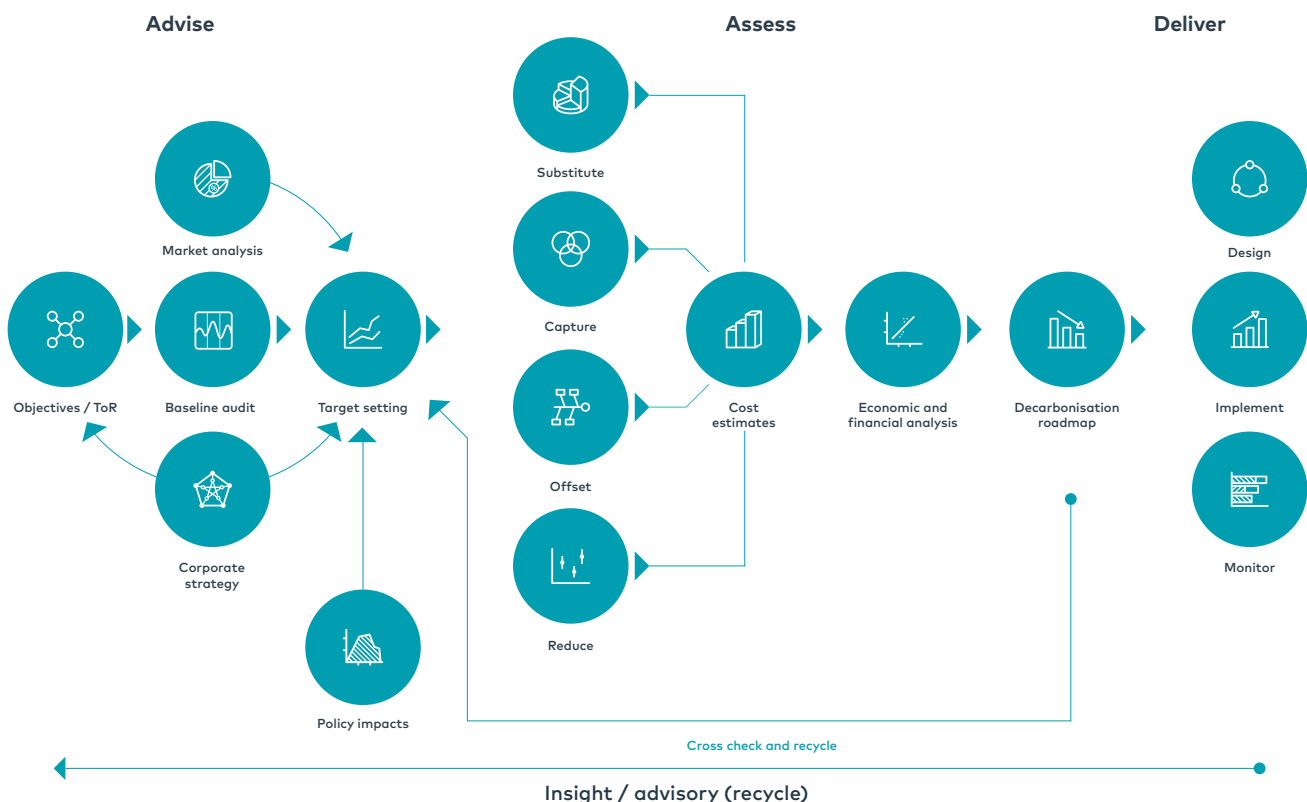 Advise
Assess
Deliver
Substitute
Market analysis
Design
Capture
Objectives / ToR
Baseline audit
Target setting
Cost
estimates
Economic and
financial analysis
Decarbonisation
roadmap
Implement
Offset
Corporate
strategy
Monitor
Reduce
Policy impacts
Cross check and recycle
Insight / advisory (recycle)